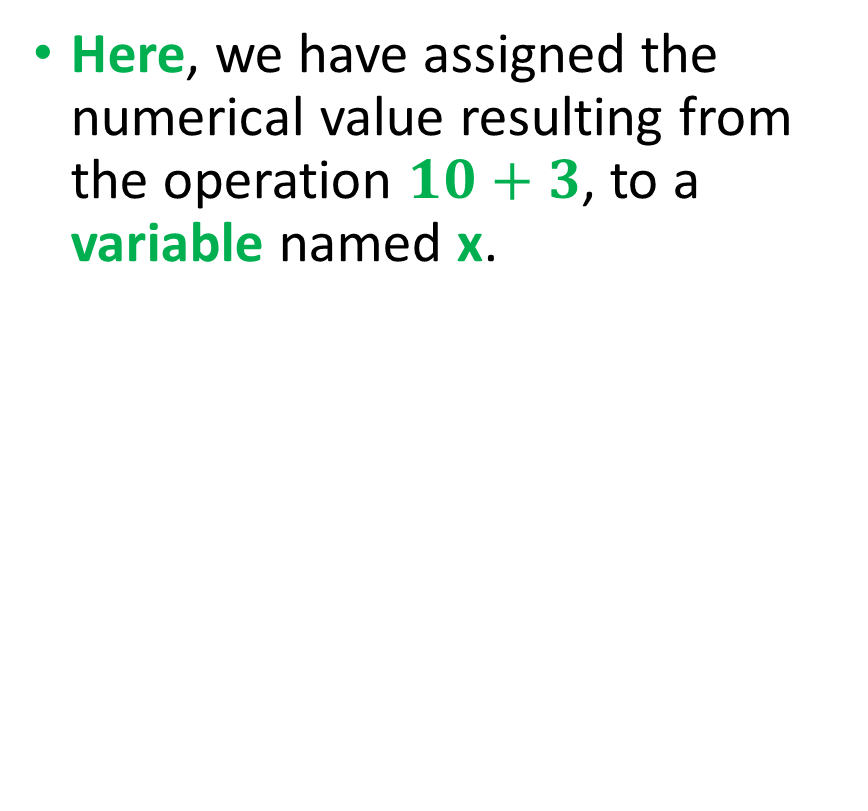 • Here, we have assigned the
numerical value resulting from
the operation 10 + 3, to a
variable named x.